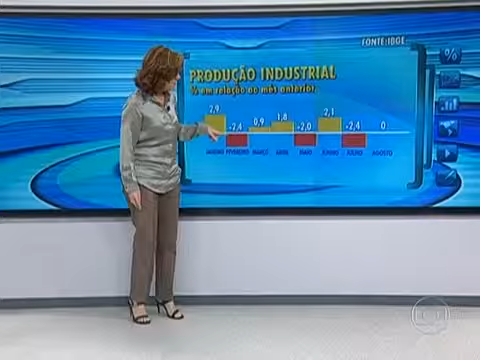 FONTE:IBGE
PRODUÇÃO INDUSTRIAL
% em relação ao mês anterior
2,9 -2,4 0,9 1,8 -2,0 2,1 -2,4 0
JANEIRO FEVEREIRO MARÇO ABRIL MAIO JUNHO JULHO AGOSTO
%